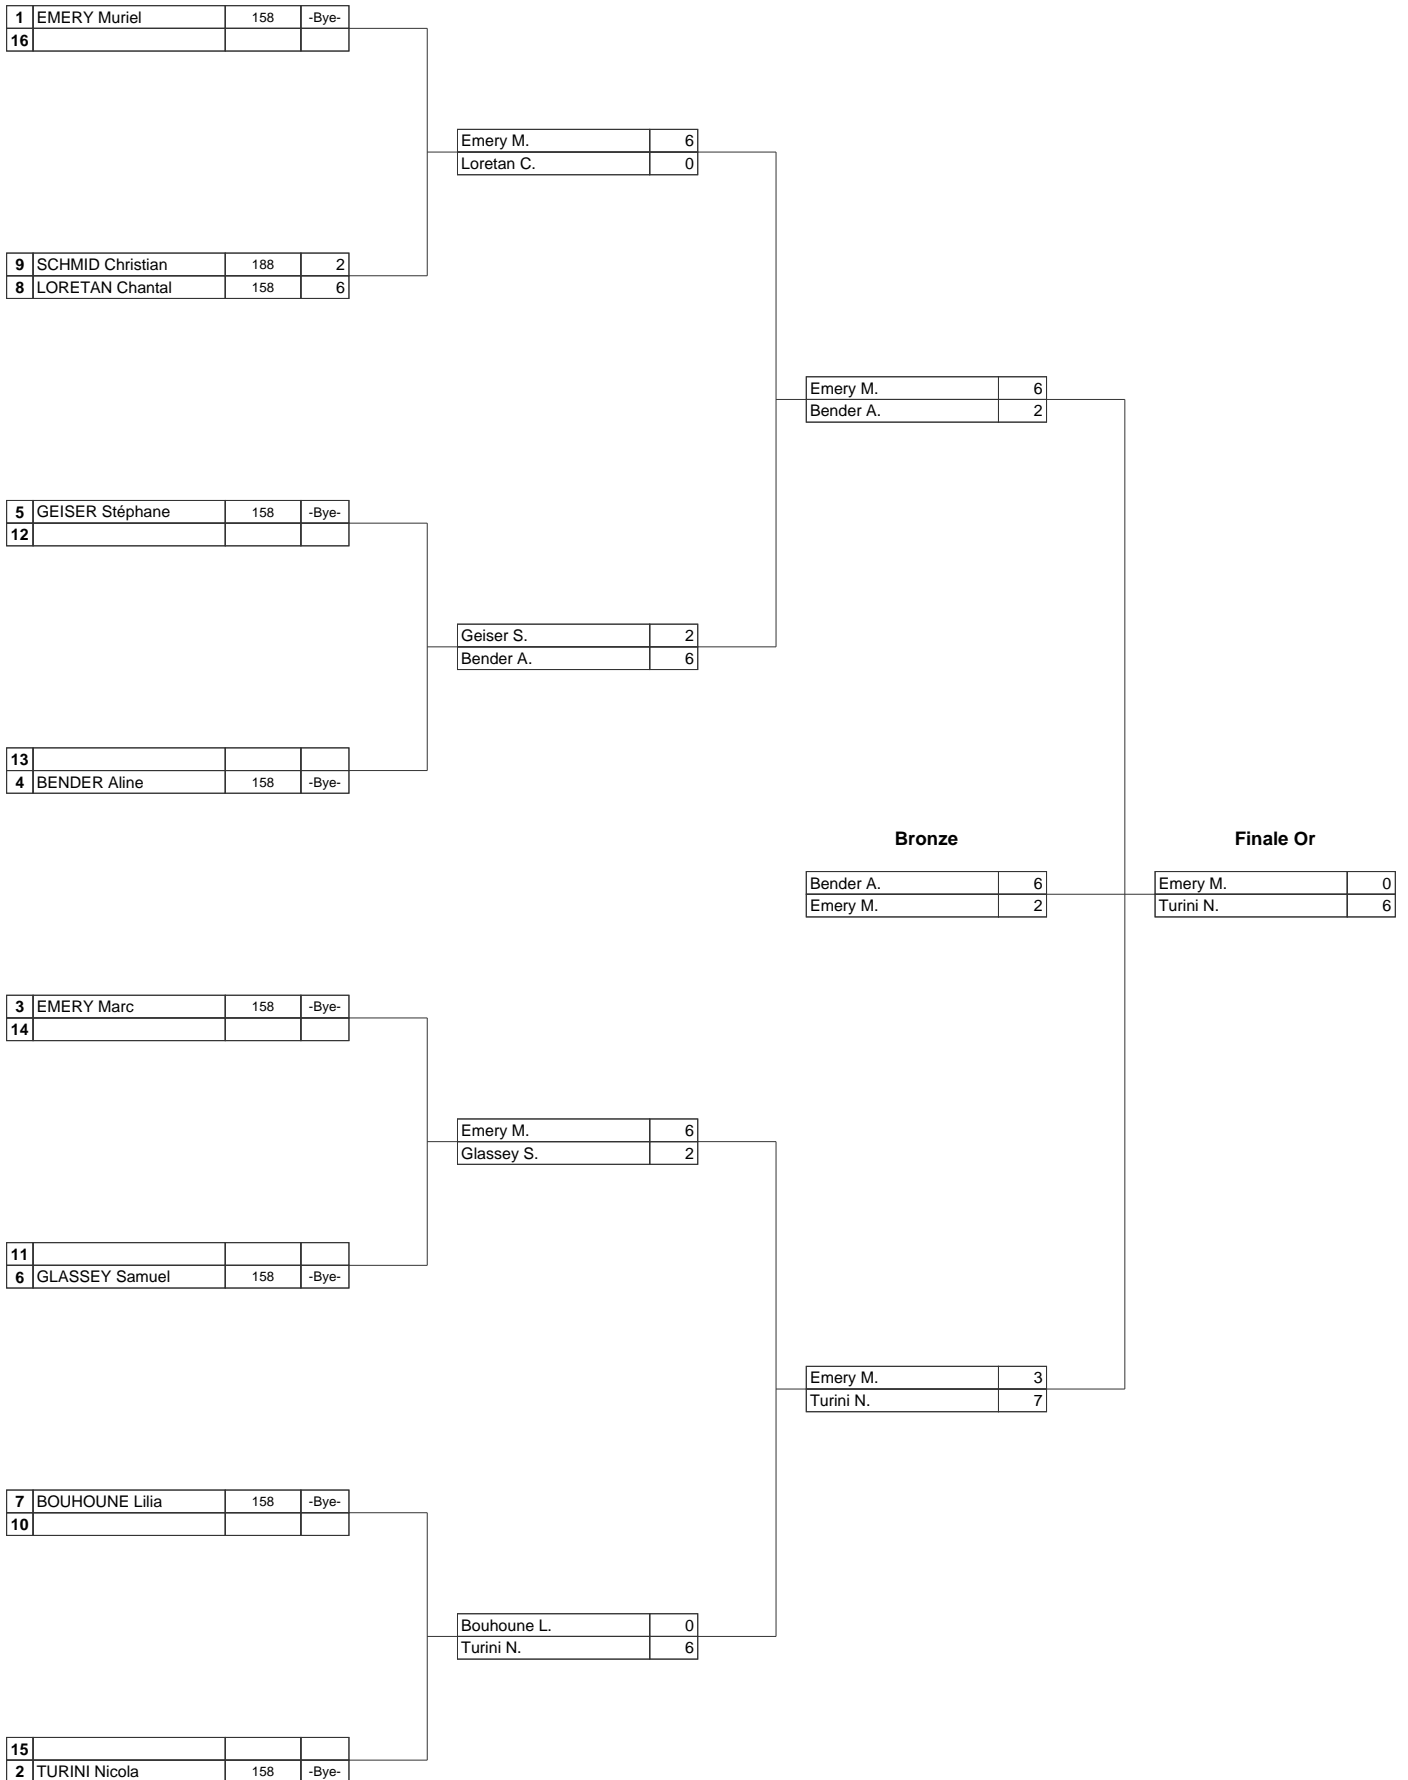 1 EMERY Muriel 158 -Bye-
16
Emery M. 6
Loretan C. 0
9 SCHMID Christian 188 2
8 LORETAN Chantal 158 6
Emery M. 6
Bender A. 2
5 GEISER Stéphane 158 -Bye-
12
Geiser S. 2
Bender A. 6
13
4 BENDER Aline 158 -Bye-
Bronze Finale Or
Bender A. 6 Emery M. 0
Emery M. 2 Turini N. 6
3 EMERY Marc 158 -Bye-
14
Emery M. 6
Glassey S. 2
11
6 GLASSEY Samuel 158 -Bye-
Emery M. 3
Turini N. 7
7 BOUHOUNE Lilia 158 -Bye-
10
Bouhoune L. 0
Turini N. 6
15
2 TURINI Nicola 158 -Bye-